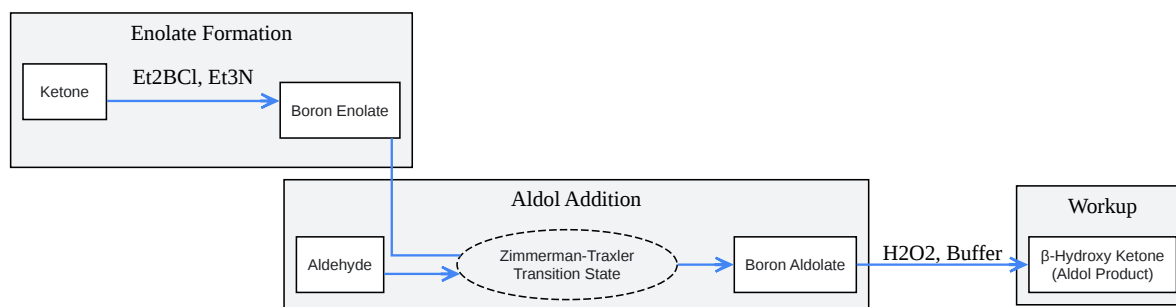 Enolate Formation
Et2BCl, Et3N
Ketone
Boron Enolate
Aldol Addition
Aldehyde
Zimmerman-Traxler
Transition State
Boron Aldolate
H2O2, Buffer
Workup
β-Hydroxy Ketone
(Aldol Product)